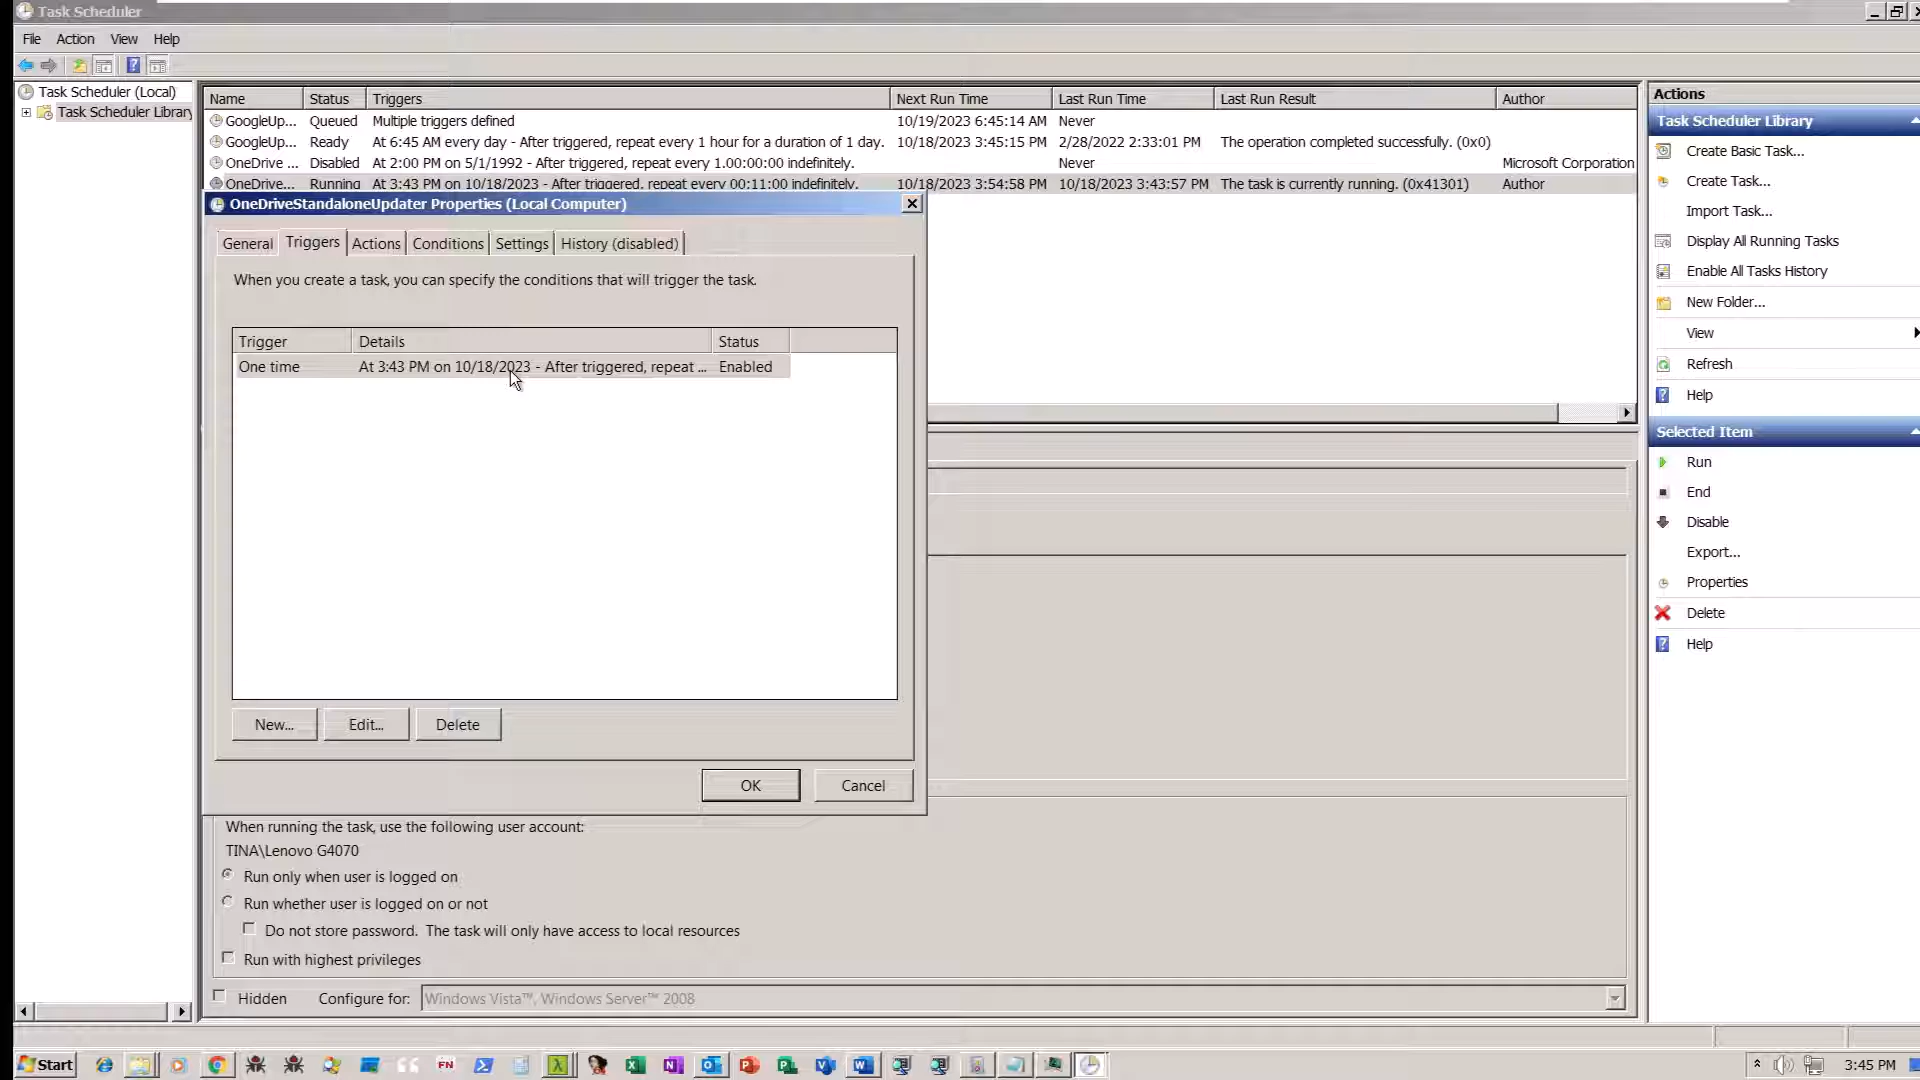 Task Scheduler
File Action View Help
Task Scheduler (Local)
Task Scheduler Library
Name Status Triggers Next Run Time Last Run Time Last Run Result Author
GoogleUp... Queued Multiple triggers defined 10/19/2023 6:45:14 AM Never
GoogleUp... Ready At 6:45 AM every day - After triggered, repeat every 1 hour for a duration of 1 day. 10/18/2023 3:45:15 PM 2/28/2022 2:33:01 PM The operation completed successfully. (0x0)
OneDrive ... Disabled At 2:00 PM on 5/1/1992 - After triggered, repeat every 1.00:00:00 indefinitely. Never Microsoft Corporation
OneDrive... Running At 3:43 PM on 10/18/2023 - After triggered, repeat every 00:11:00 indefinitely. 10/18/2023 3:54:58 PM 10/18/2023 3:43:57 PM The task is currently running. (0x41301) Author
OneDriveStandaloneUpdater Properties (Local Computer)
General Triggers Actions Conditions Settings History (disabled)
When you create a task, you can specify the conditions that will trigger the task.
Trigger Details Status
One time At 3:43 PM on 10/18/2023 - After triggered, repeat ... Enabled
New... Edit... Delete
OK Cancel
When running the task, use the following user account:
TINA\Lenovo G4070
Run only when user is logged on
Run whether user is logged on or not
Do not store password. The task will only have access to local resources
Run with highest privileges
Hidden Configure for: Windows Vista™, Windows Server™ 2008
Actions
Task Scheduler Library
Create Basic Task...
Create Task...
Import Task...
Display All Running Tasks
Enable All Tasks History
New Folder...
View
Refresh
Help
Selected Item
Run
End
Disable
Export...
Properties
Delete
Help
Start FN 3:45 PM